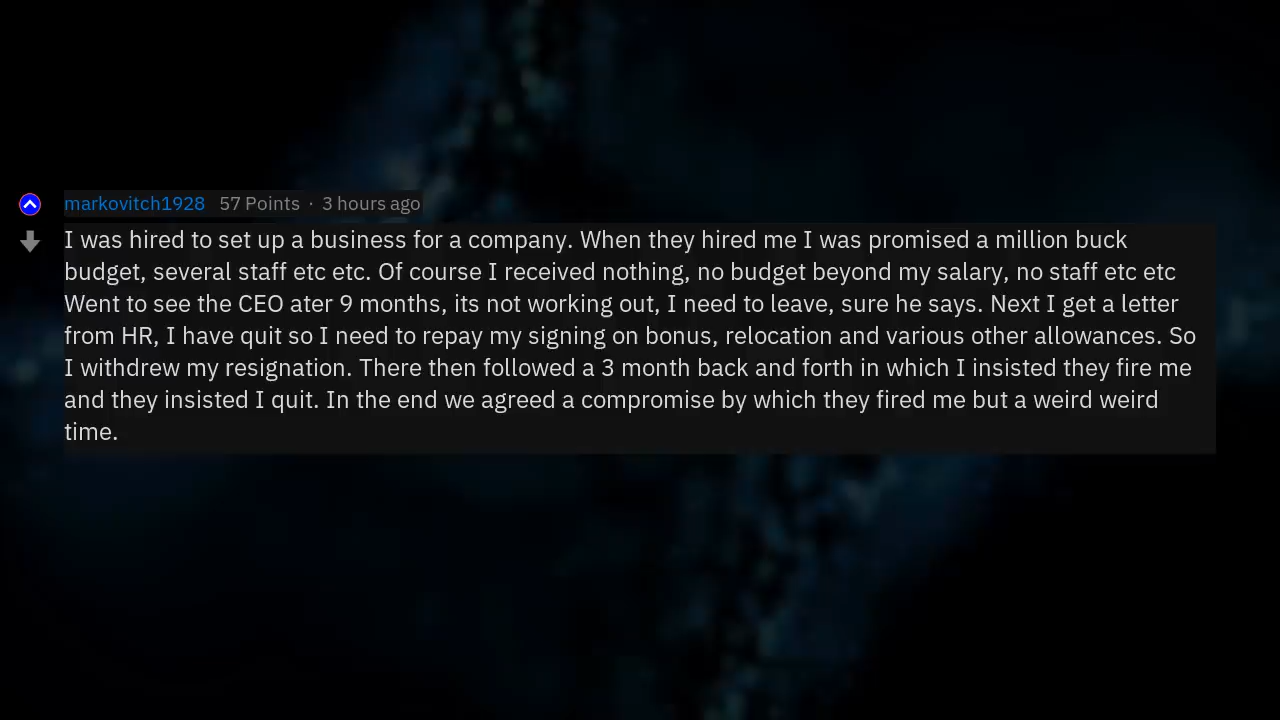 markovitch1928 57 Points · 3 hours ago
I was hired to set up a business for a company. When they hired me I was promised a million buck
budget, several staff etc etc. Of course I received nothing, no budget beyond my salary, no staff etc etc
Went to see the CEO ater 9 months, its not working out, I need to leave, sure he says. Next I get a letter
from HR, I have quit so I need to repay my signing on bonus, relocation and various other allowances. So
I withdrew my resignation. There then followed a 3 month back and forth in which I insisted they fire me
and they insisted I quit. In the end we agreed a compromise by which they fired me but a weird weird
time.